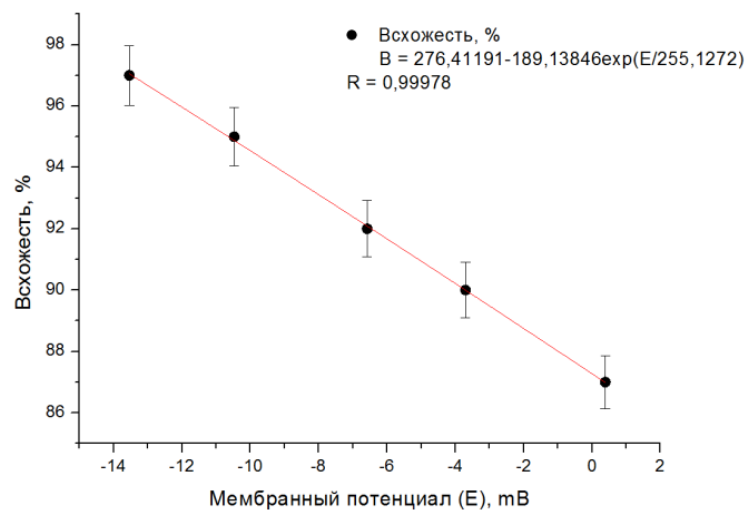 Всхожесть, %
B = 276,41191-189,13846exp(E/255,1272)
R = 0,99978
98
96
94
92
90
88
86
Всхожесть, %
-14 -12 -10 -8 -6 -4 -2 0 2
Мембранный потенциал (E), mB